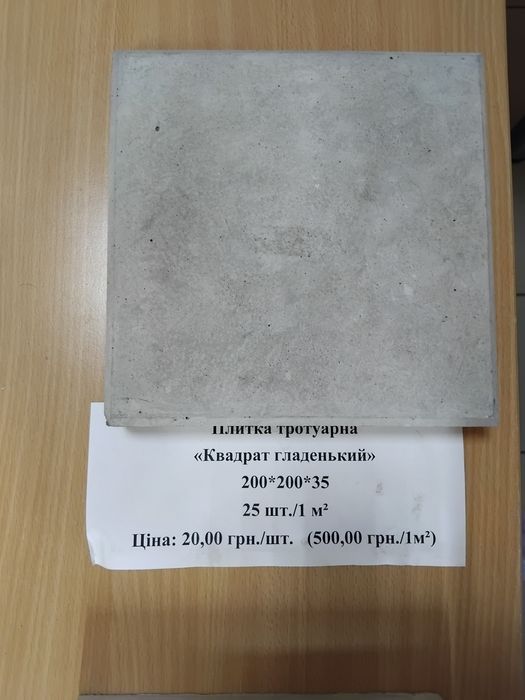 Плитка тротуарна
«Квадрат гладенький»
200*200*35
25 шт./1 м²
Ціна: 20,00 грн./шт. (500,00 грн./1м²)